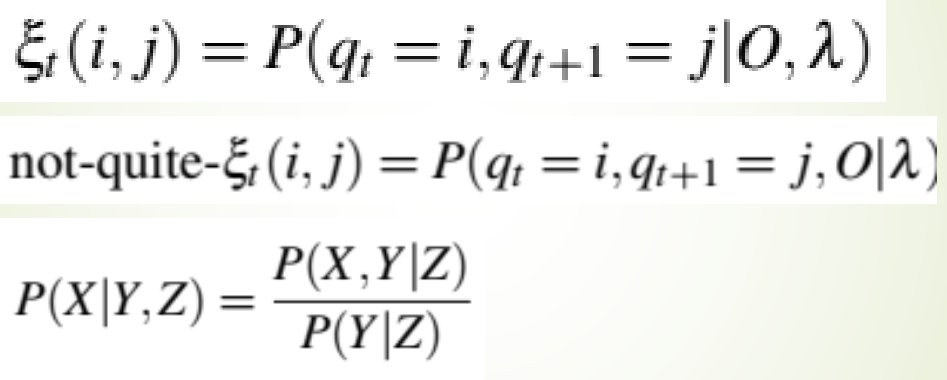 ξₜ(i, j) = P(qₜ = i, qₜ₊₁ = j|O, λ)
not-quite-ξₜ(i, j) = P(qₜ = i, qₜ₊₁ = j, O|λ)
P(X|Y, Z) = P(X, Y|Z) / P(Y|Z)